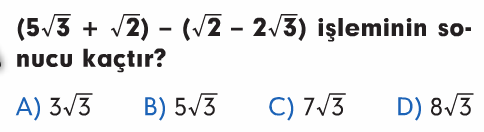 (5√3 + √2) – (√2 – 2√3) işleminin so-
nucu kaçtır?
A) 3√3 B) 5√3 C) 7√3 D) 8√3